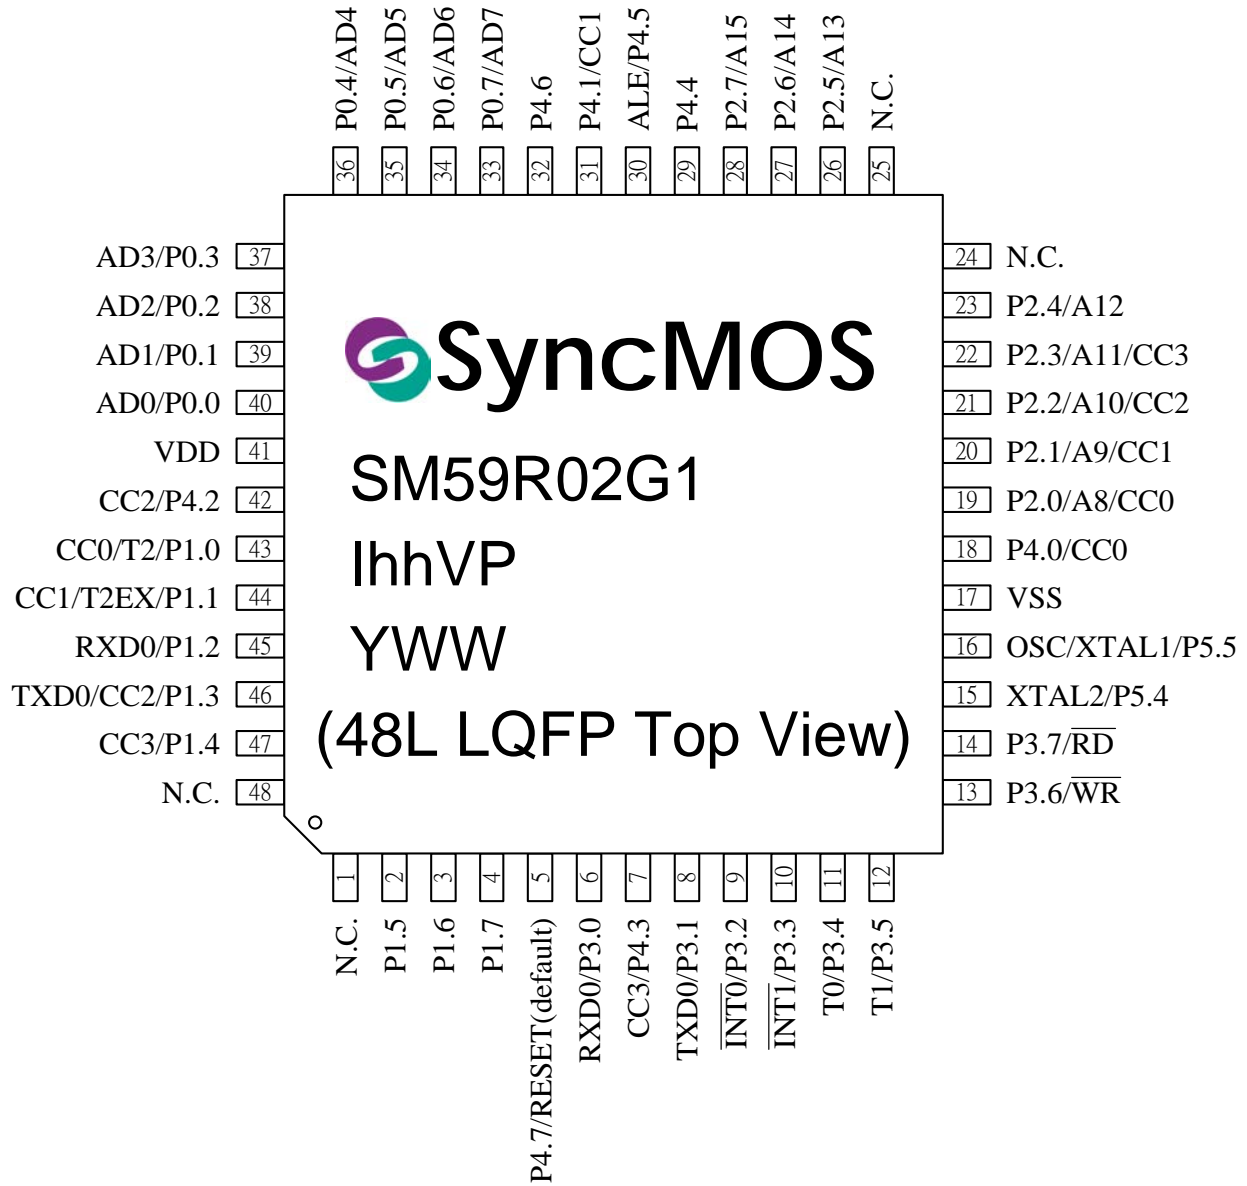 P0.4/AD4
P0.5/AD5
P0.6/AD6
P0.7/AD7
P4.6
P4.1/CC1
ALE/P4.5
P4.4
P2.7/A15
P2.6/A14
P2.5/A13
N.C.
36
35
34
33
32
31
30
29
28
27
26
25
AD3/P0.3 37
AD2/P0.2 38
AD1/P0.1 39
AD0/P0.0 40
VDD 41
CC2/P4.2 42
CC0/T2/P1.0 43
CC1/T2EX/P1.1 44
RXD0/P1.2 45
TXD0/CC2/P1.3 46
CC3/P1.4 47
N.C. 48
SyncMOS
SM59R02G1
IhhVP
YWW
(48L LQFP Top View)
24 N.C.
23 P2.4/A12
22 P2.3/A11/CC3
21 P2.2/A10/CC2
20 P2.1/A9/CC1
19 P2.0/A8/CC0
18 P4.0/CC0
17 VSS
16 OSC/XTAL1/P5.5
15 XTAL2/P5.4
14 P3.7/R̅D̅
13 P3.6/W̅R̅
1
2
3
4
5
6
7
8
9
10
11
12
N.C.
P1.5
P1.6
P1.7
P4.7/RESET(default)
RXD0/P3.0
CC3/P4.3
TXD0/P3.1
I̅N̅T̅0̅/P3.2
I̅N̅T̅1̅/P3.3
T0/P3.4
T1/P3.5